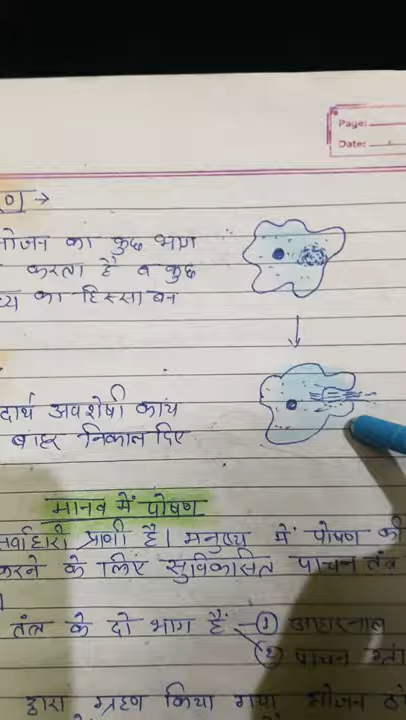 Page:
Date:
→
भोजन का कुछ भाग
करता है व कुछ
का हिस्सा बन
अवशेषी काय
बाहर निकाल दिए
मानव में पोषण
सर्वाहारी प्राणी है। मनुष्य में पोषण की
करने के लिए सुविकसित पाचन तंत्र
तंत्र के दो भाग हैं - ① आहारनाल
② पाचन
द्वारा ग्रहण किया गया भोजन